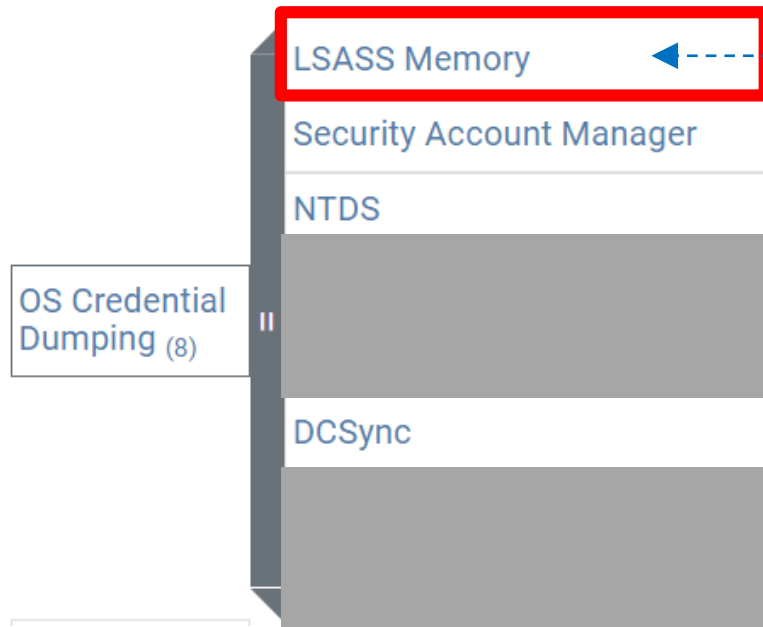 LSASS Memory
Security Account Manager
NTDS
OS Credential
Dumping (8)
DCSync